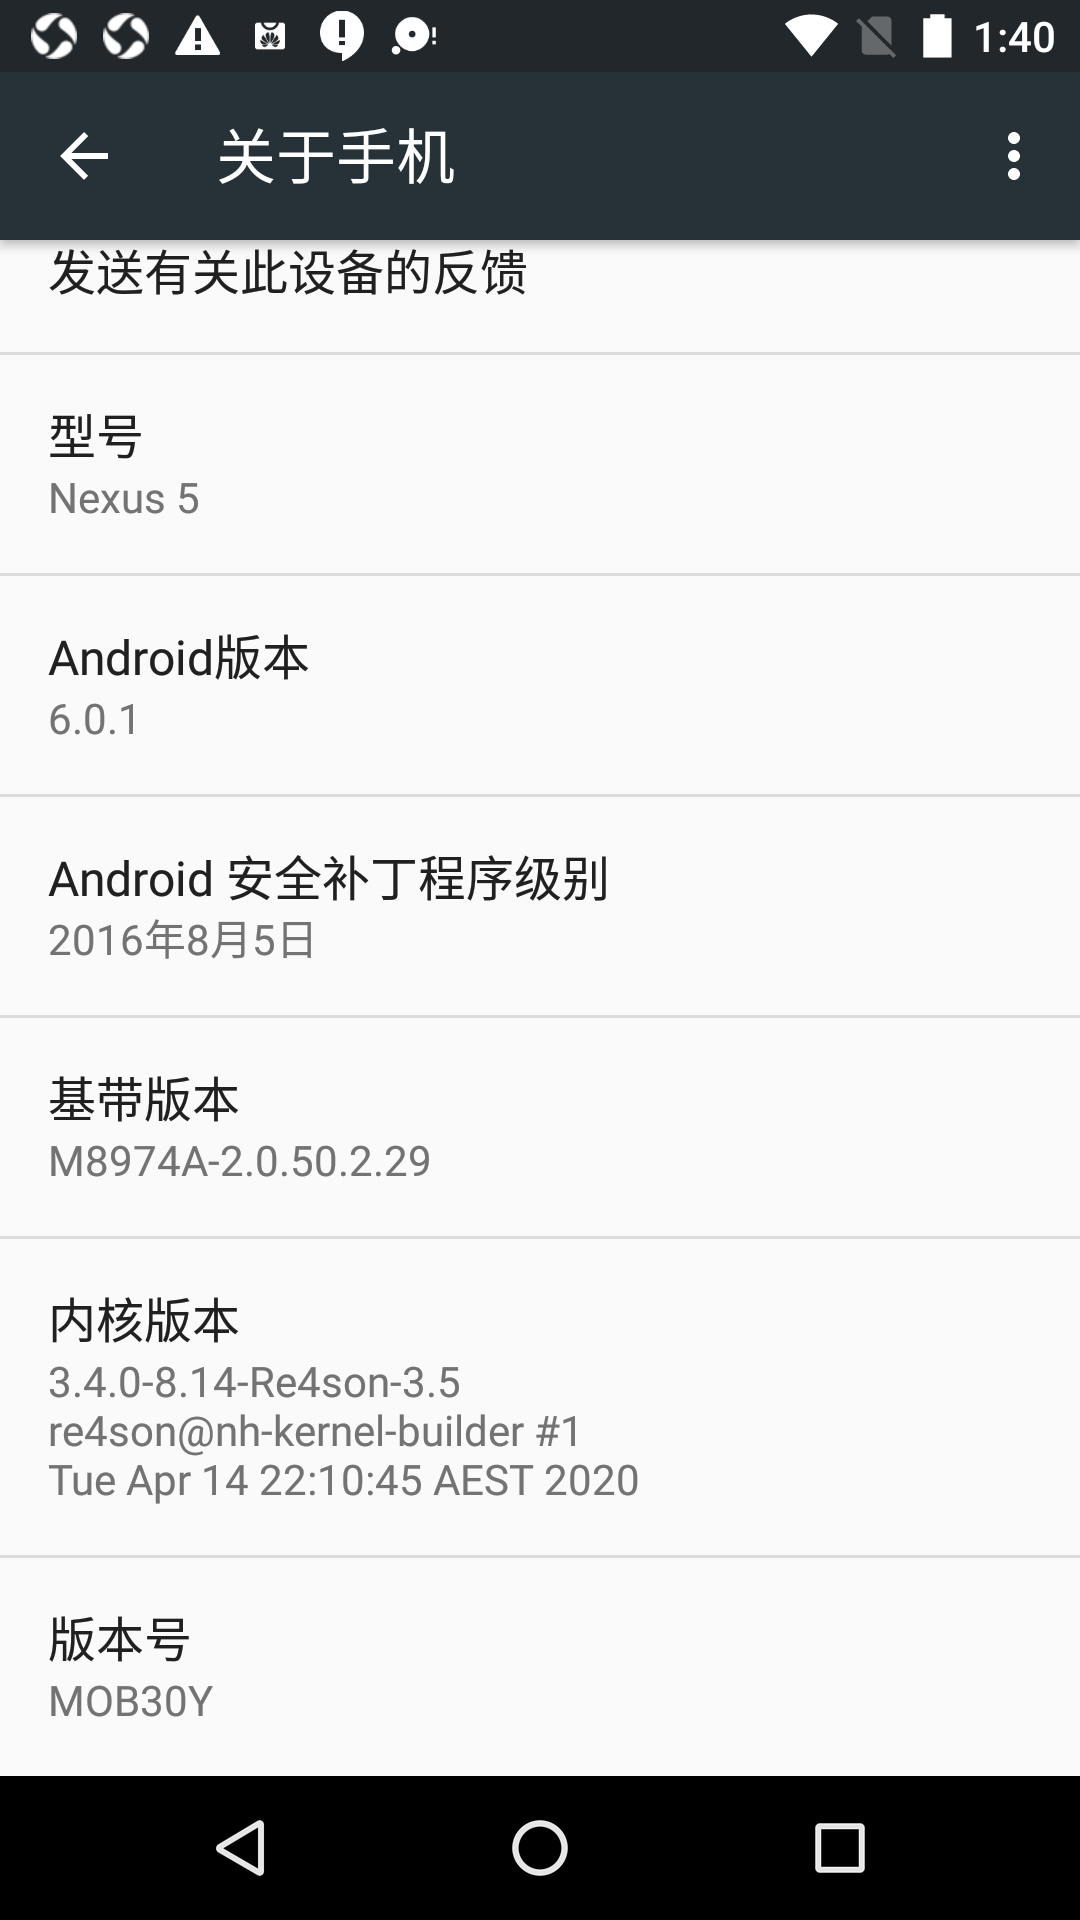 1:40
关于手机
发送有关此设备的反馈
型号
Nexus 5
Android版本
6.0.1
Android 安全补丁程序级别
2016年8月5日
基带版本
M8974A-2.0.50.2.29
内核版本
3.4.0-8.14-Re4son-3.5
re4son@nh-kernel-builder #1
Tue Apr 14 22:10:45 AEST 2020
版本号
MOB30Y